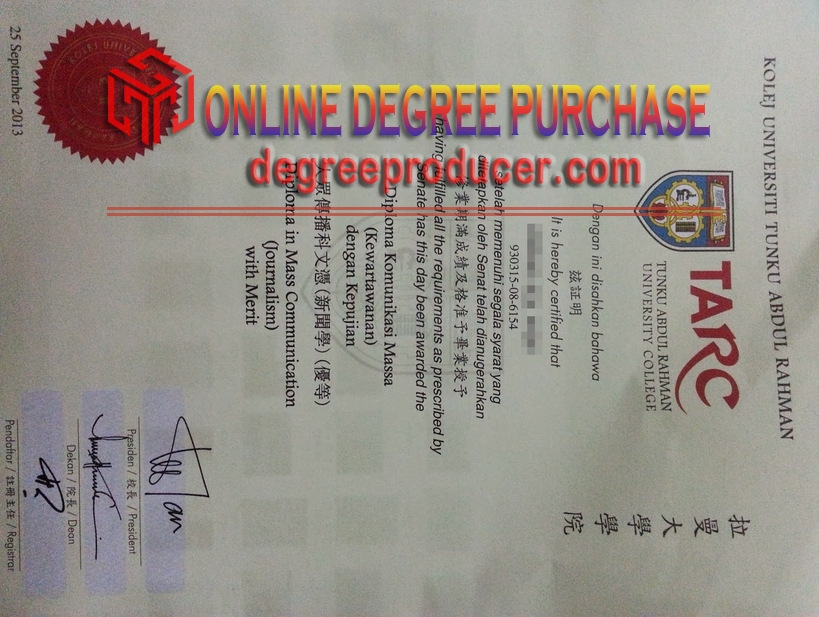 ONLINE DEGREE PURCHASE
degreeproducer.com
KOLEJ UNIVERSITI TUNKU ABDUL RAHMAN
拉曼大學學院
TARC
TUNKU ABDUL RAHMAN
UNIVERSITY COLLEGE
Dengan ini disahkan bahawa
茲証明
It is hereby certified that
930315-08-6154
setelah memenuhi segala syarat yang
ditetapkan oleh Senat telah dianugerahkan
修業期滿成績及格准予畢業授予
having fulfilled all the requirements as prescribed by
Senate has this day been awarded the
Diploma Komunikasi Massa
(Kewartawanan)
dengan Kepujian
大眾傳播科文憑 (新聞學) (優等)
Diploma in Mass Communication
(Journalism)
with Merit
Presiden / 校長 / President
Dekan / 院長 / Dean
Pendaftar / 註冊主任 / Registrar
25 September 2013